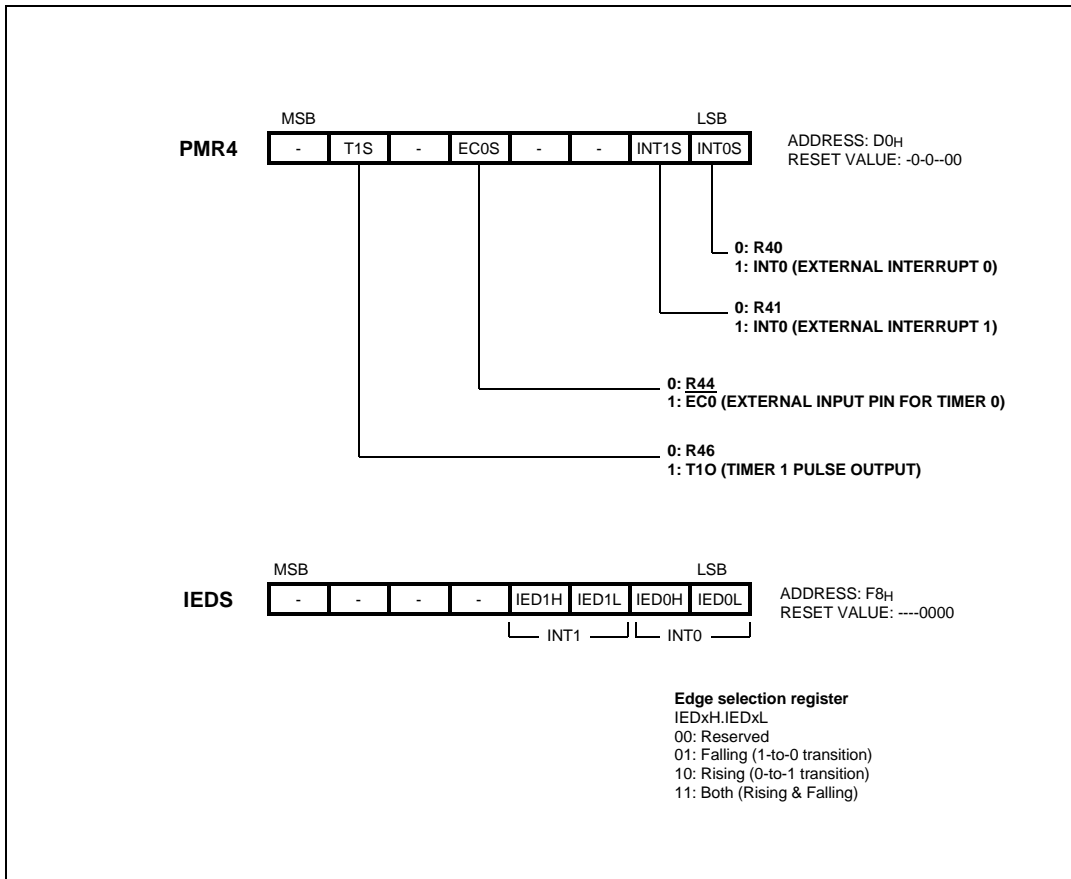 MSB LSB
PMR4 - T1S - EC0S - - INT1S INT0S ADDRESS: D0H
RESET VALUE: -0-0--00
0: R40
1: INT0 (EXTERNAL INTERRUPT 0)
0: R41
1: INT0 (EXTERNAL INTERRUPT 1)
0: R44
1: EC0 (EXTERNAL INPUT PIN FOR TIMER 0)
0: R46
1: T1O (TIMER 1 PULSE OUTPUT)
MSB LSB
IEDS - - - - IED1H IED1L IED0H IED0L ADDRESS: F8H
RESET VALUE: ----0000
INT1 INT0
Edge selection register
IEDxH.IEDxL
00: Reserved
01: Falling (1-to-0 transition)
10: Rising (0-to-1 transition)
11: Both (Rising & Falling)